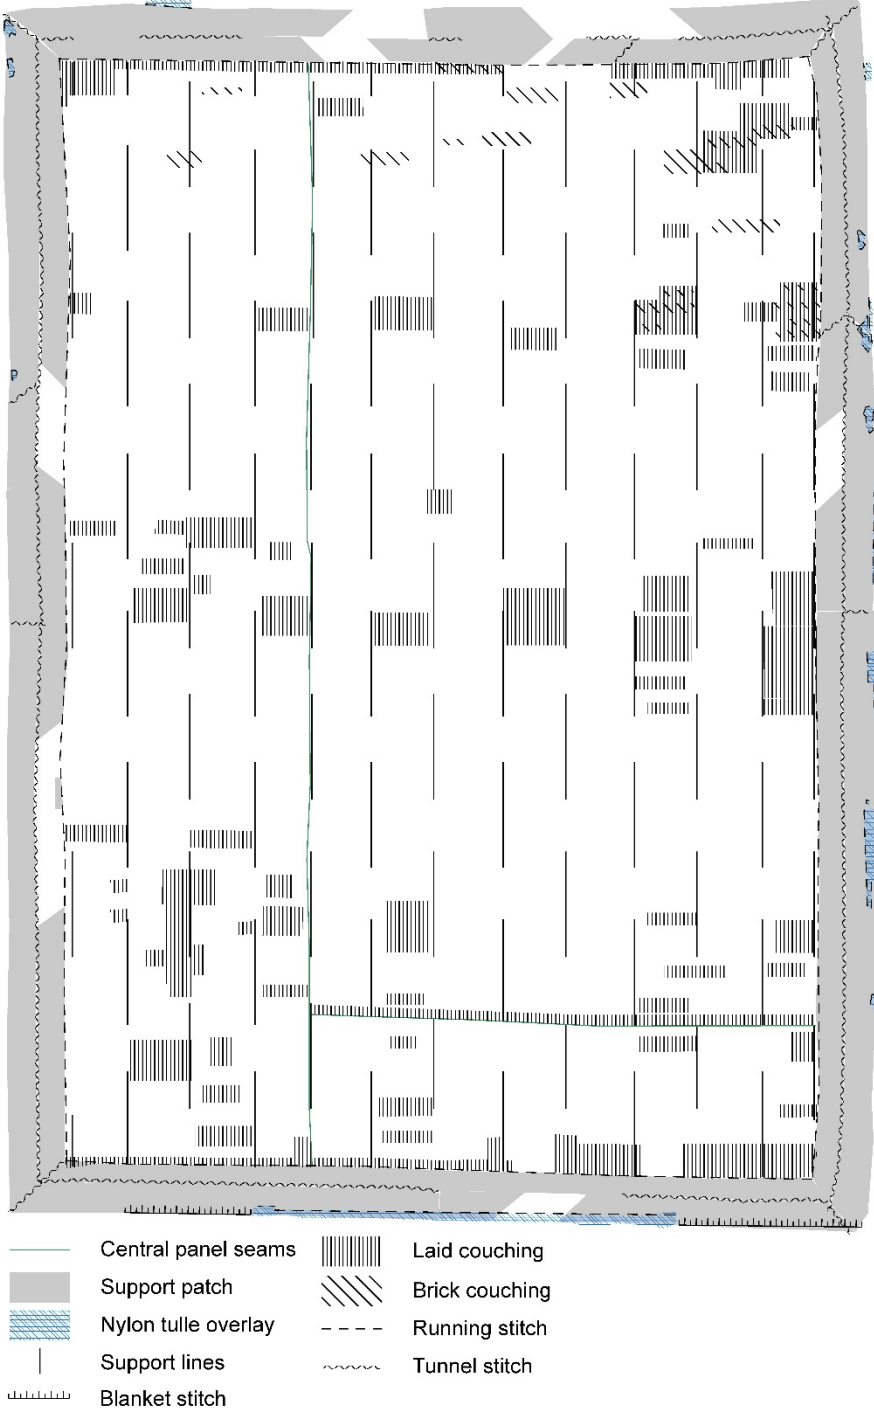 Central panel seams
Support patch
Nylon tulle overlay
Support lines
Blanket stitch
Laid couching
Brick couching
Running stitch
Tunnel stitch